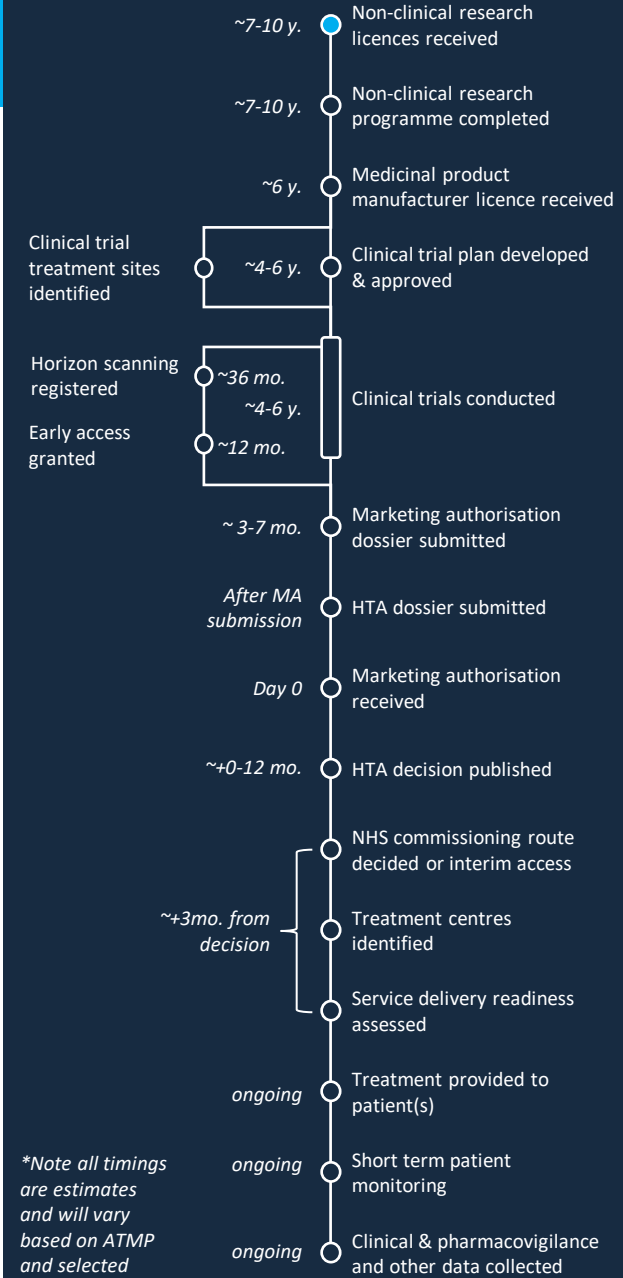 ~7-10 y.
Non-clinical research
licences received
~7-10 y.
Non-clinical research
programme completed
~6 y.
Medicinal product
manufacturer licence received
Clinical trial
treatment sites
identified
~4-6 y.
Clinical trial plan developed
& approved
Horizon scanning
registered
~36 mo.
~4-6 y.
Clinical trials conducted
Early access
granted
~12 mo.
~ 3-7 mo.
Marketing authorisation
dossier submitted
After MA
submission
HTA dossier submitted
Day 0
Marketing authorisation
received
~+0-12 mo.
HTA decision published
NHS commissioning route
decided or interim access
~+3mo. from
decision
Treatment centres
identified
Service delivery readiness
assessed
ongoing
Treatment provided to
patient(s)
ongoing
Short term patient
monitoring
ongoing
Clinical & pharmacovigilance
and other data collected
*Note all timings
are estimates
and will vary
based on ATMP
and selected